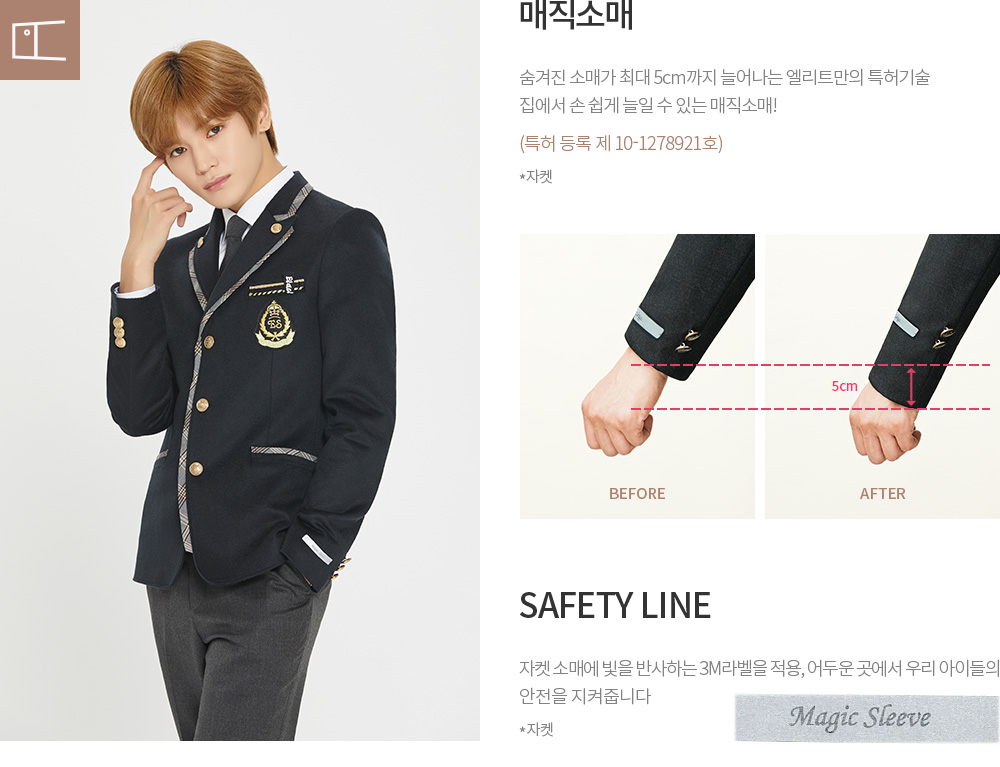 매직소매
숨겨진 소매가 최대 5cm까지 늘어나는 엘리트만의 특허기술
집에서 손 쉽게 늘일 수 있는 매직소매!
(특허 등록 제 10-1278921호)
*자켓
ES
5cm
BEFORE
AFTER
SAFETY LINE
자켓 소매에 빛을 반사하는 3M라벨을 적용, 어두운 곳에서 우리 아이들의
안전을 지켜줍니다
*자켓
Magic Sleeve